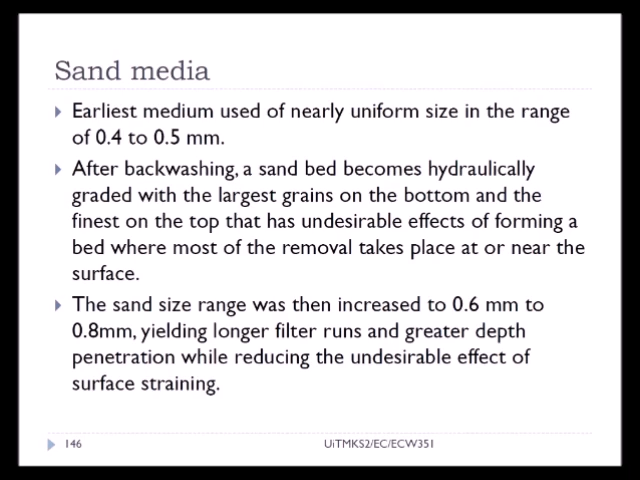 Sand media
Earliest medium used of nearly uniform size in the range
of 0.4 to 0.5 mm.
After backwashing, a sand bed becomes hydraulically
graded with the largest grains on the bottom and the
finest on the top that has undesirable effects of forming a
bed where most of the removal takes place at or near the
surface.
The sand size range was then increased to 0.6 mm to
0.8mm, yielding longer filter runs and greater depth
penetration while reducing the undesirable effect of
surface straining.
146 UiTMKS2/EC/ECW351